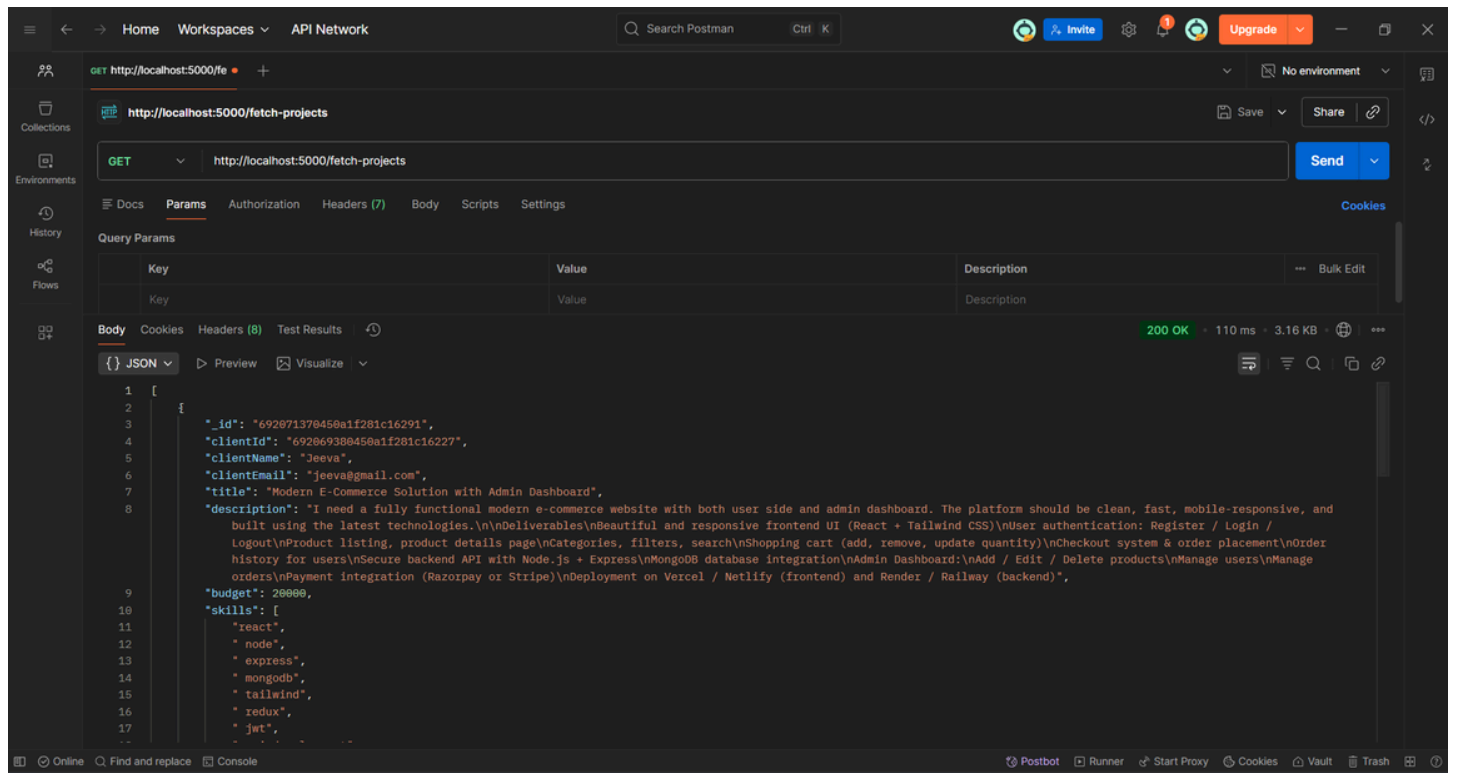 Home Workspaces API Network Search Postman Ctrl K Invite 1 Upgrade
GET http://localhost:5000/fe No environment
Collections
HTTP http://localhost:5000/fetch-projects Save Share
Environments
GET http://localhost:5000/fetch-projects Send
History
Docs Params Authorization Headers (7) Body Scripts Settings Cookies
Flows
Query Params
Key Value Description Bulk Edit
Key Value Description
Body Cookies Headers (8) Test Results 200 OK 110 ms 3.16 KB
{} JSON Preview Visualize
1 [
2 {
3 "_id": "692071370450a1f281c16291",
4 "clientId": "692069380450a1f281c16227",
5 "clientName": "Jeeva",
6 "clientEmail": "jeeva@gmail.com",
7 "title": "Modern E-Commerce Solution with Admin Dashboard",
8 "description": "I need a fully functional modern e-commerce website with both user side and admin dashboard. The platform should be clean, fast, mobile-responsive, and
built using the latest technologies.\n\nDeliverables\nBeautiful and responsive frontend UI (React + Tailwind CSS)\nUser authentication: Register / Login /
Logout\nProduct listing, product details page\nCategories, filters, search\nShopping cart (add, remove, update quantity)\nCheckout system & order placement\nOrder
history for users\nSecure backend API with Node.js + Express\nMongoDB database integration\nAdmin Dashboard:\nAdd / Edit / Delete products\nManage users\nManage
orders\nPayment integration (Razorpay or Stripe)\nDeployment on Vercel / Netlify (frontend) and Render / Railway (backend)",
9 "budget": 20000,
10 "skills": [
11 "react",
12 " node",
13 " express",
14 " mongodb",
15 " tailwind",
16 " redux",
17 " jwt",
Online Find and replace Console Postbot Runner Start Proxy Cookies Vault Trash